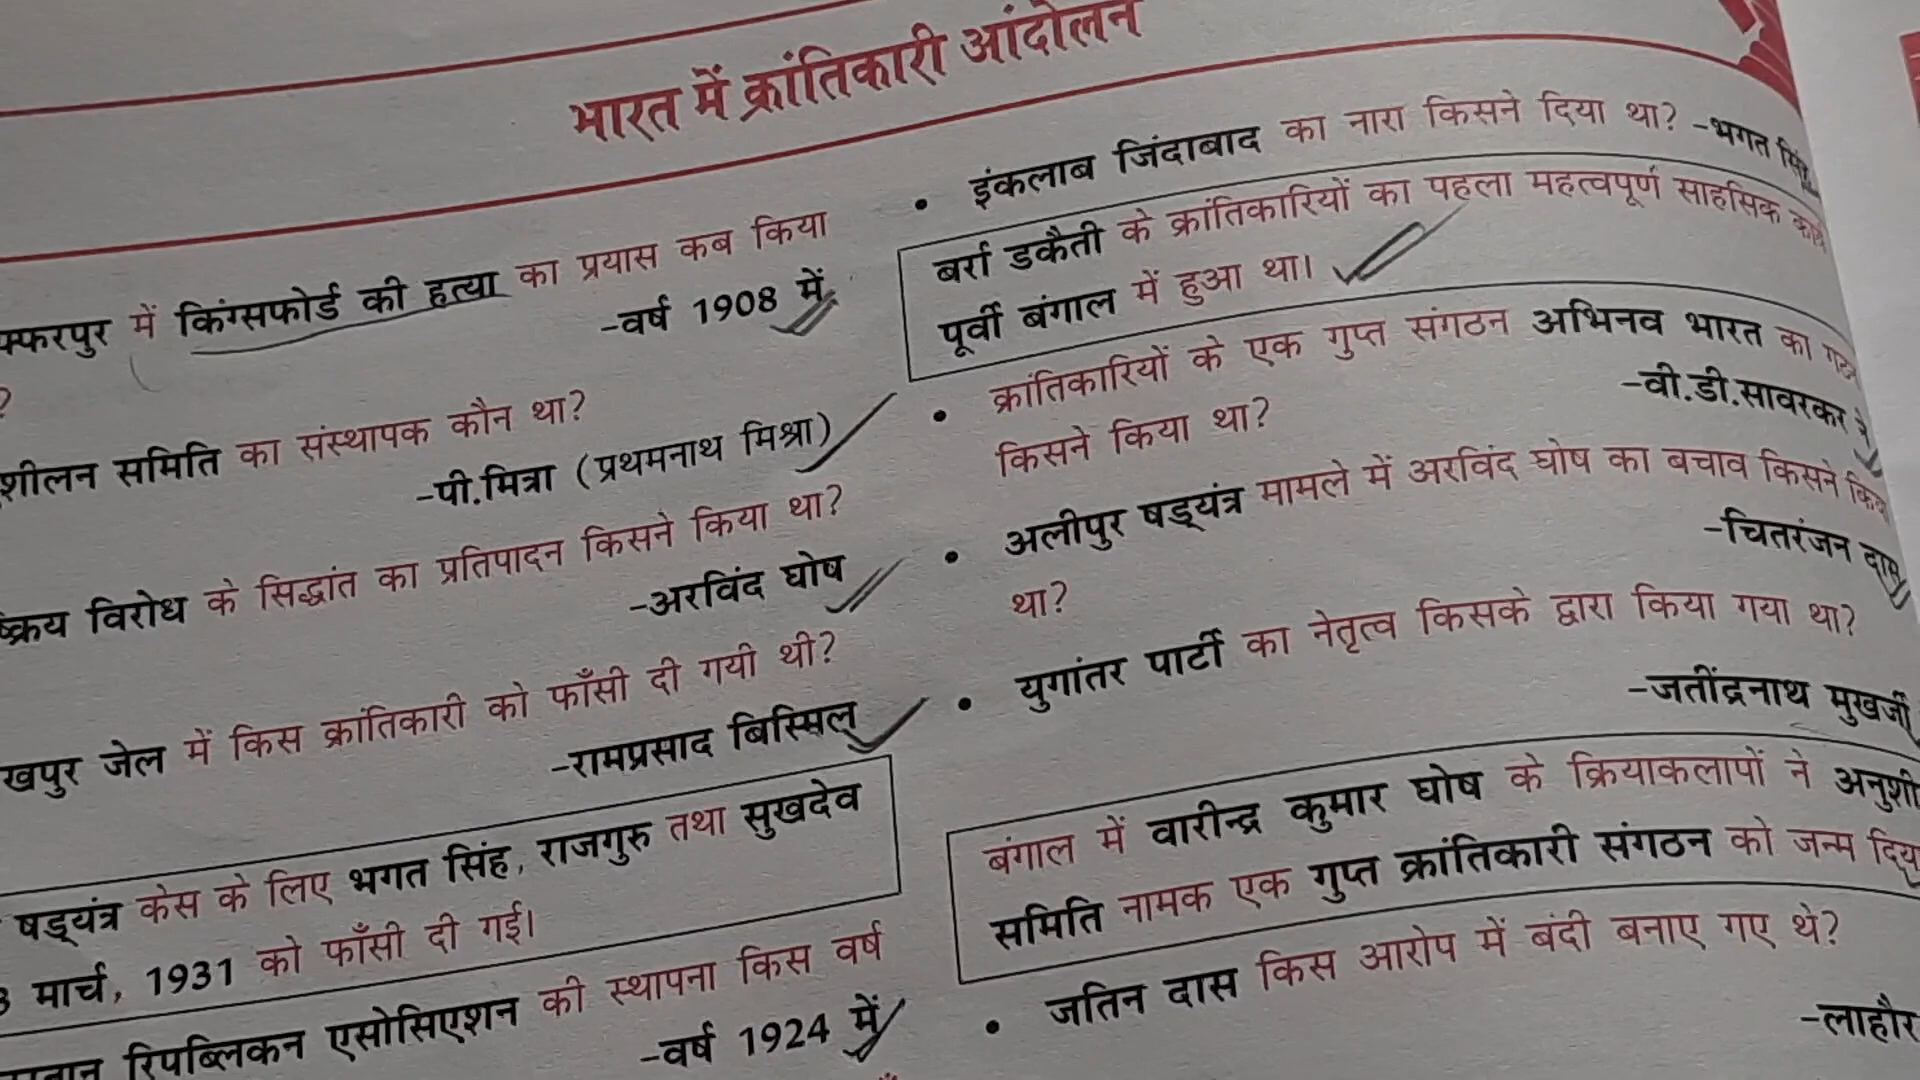 भारत में क्रांतिकारी आंदोलन
में किंग्सफोर्ड की हत्या का प्रयास कब किया
?
-वर्ष 1908 में
समिति का संस्थापक कौन था?
-पी.मित्रा (प्रथमनाथ मिश्रा)
विरोध के सिद्धांत का प्रतिपादन किसने किया था?
-अरविंद घोष
जेल में किस क्रांतिकारी को फाँसी दी गयी थी?
-रामप्रसाद बिस्मिल
षड्यंत्र केस के लिए भगत सिंह, राजगुरु तथा सुखदेव
मार्च, 1931 को फाँसी दी गई।
रिपब्लिकन एसोसिएशन की स्थापना किस वर्ष
-वर्ष 1924 में
• इंकलाब जिंदाबाद का नारा किसने दिया था? -भगत
बर्रा डकैती के क्रांतिकारियों का पहला महत्वपूर्ण साहसिक
पूर्वी बंगाल में हुआ था।
• क्रांतिकारियों के एक गुप्त संगठन अभिनव भारत का
किसने किया था?
-वी.डी.सावरकर ने
• अलीपुर षड्यंत्र मामले में अरविंद घोष का बचाव किसने
था?
-चितरंजन दास
• युगांतर पार्टी का नेतृत्व किसके द्वारा किया गया था?
-जतींद्रनाथ मुखर्जी
बंगाल में वारीन्द्र कुमार घोष के क्रियाकलापों ने
समिति नामक एक गुप्त क्रांतिकारी संगठन को जन्म
• जतिन दास किस आरोप में बंदी बनाए गए थे?
-लाहौर